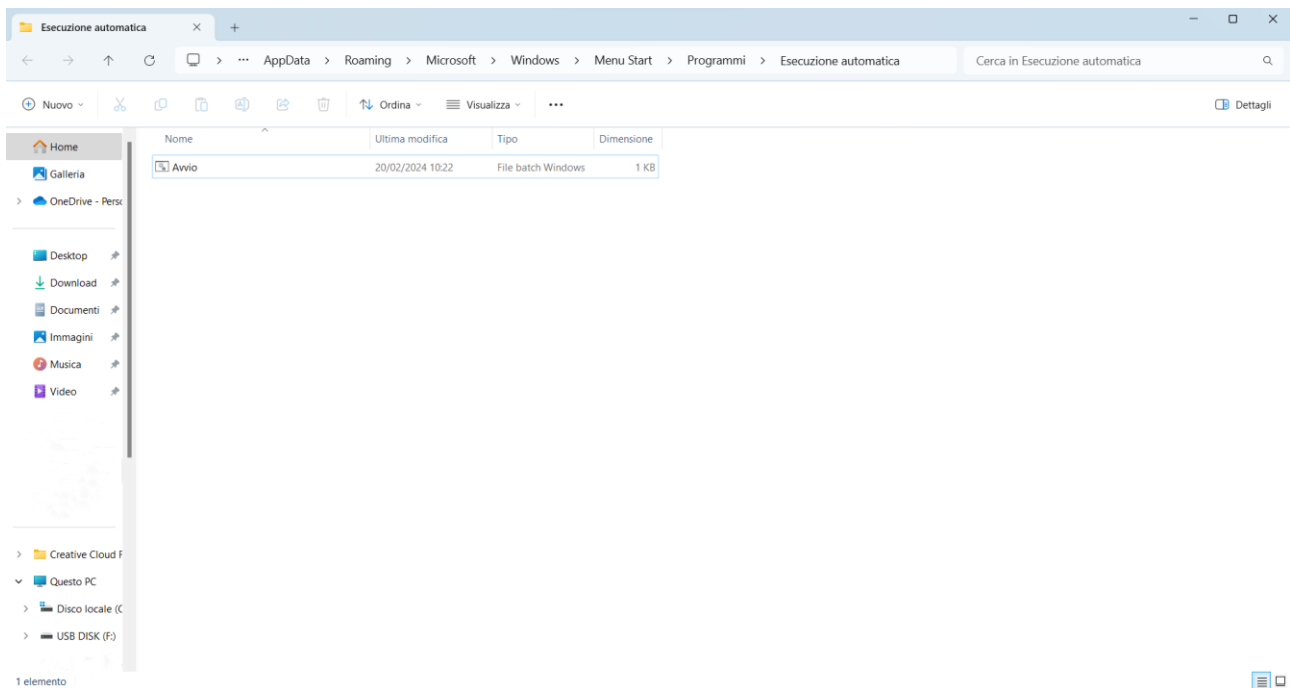 Esecuzione automatica
AppData > Roaming > Microsoft > Windows > Menu Start > Programmi > Esecuzione automatica
Cerca in Esecuzione automatica
Nuovo
Ordina
Visualizza
Dettagli
Nome Ultima modifica Tipo Dimensione
Avvio 20/02/2024 10:22 File batch Windows 1 KB
Home
Galleria
OneDrive - Perso
Desktop
Download
Documenti
Immagini
Musica
Video
Creative Cloud F
Questo PC
Disco locale (C
USB DISK (F:)
1 elemento